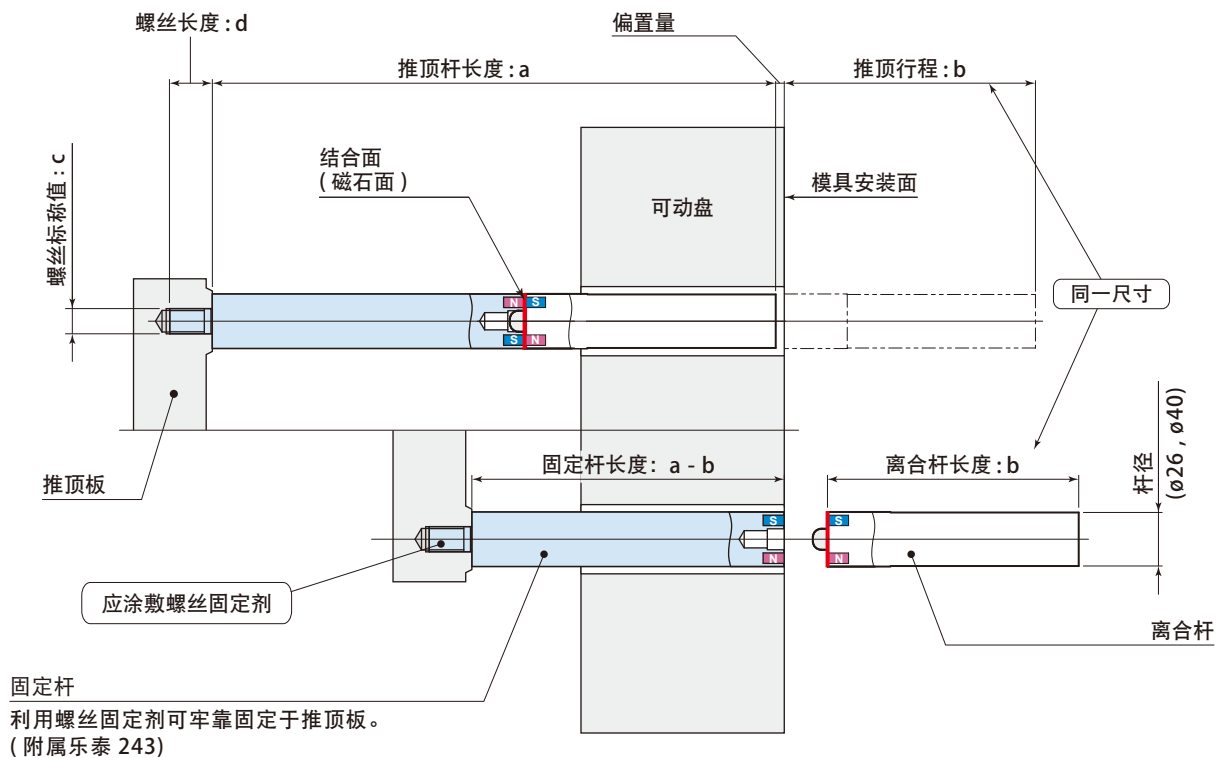 螺丝长度:d
偏置量
推顶杆长度:a
推顶行程:b
螺丝标称值:c
结合面
(磁石面)
可动盘
模具安装面
同一尺寸
N S
S N
推顶板
固定杆长度: a - b
离合杆长度:b
杆径
(ø26 , ø40)
S S
N N
应涂敷螺丝固定剂
离合杆
固定杆
利用螺丝固定剂可牢靠固定于推顶板。
(附属乐泰 243)